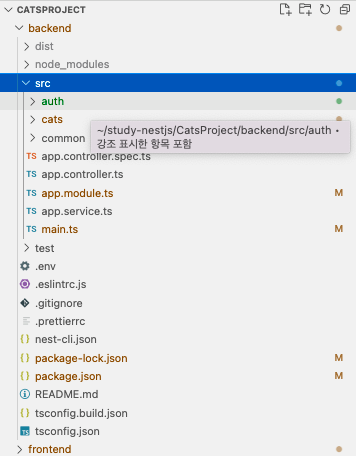 CATSPROJECT
backend
dist
node_modules
src
auth
cats
common
~/study-nestjs/CatsProject/backend/src/auth •
강조 표시한 항목 포함
TS app.controller.spec.ts
TS app.controller.ts
TS app.module.ts M
TS app.service.ts
TS main.ts M
test
.env
.eslintrc.js
.gitignore
.prettierrc
{} nest-cli.json
{} package-lock.json M
{} package.json M
README.md
{} tsconfig.build.json
TS tsconfig.json
frontend